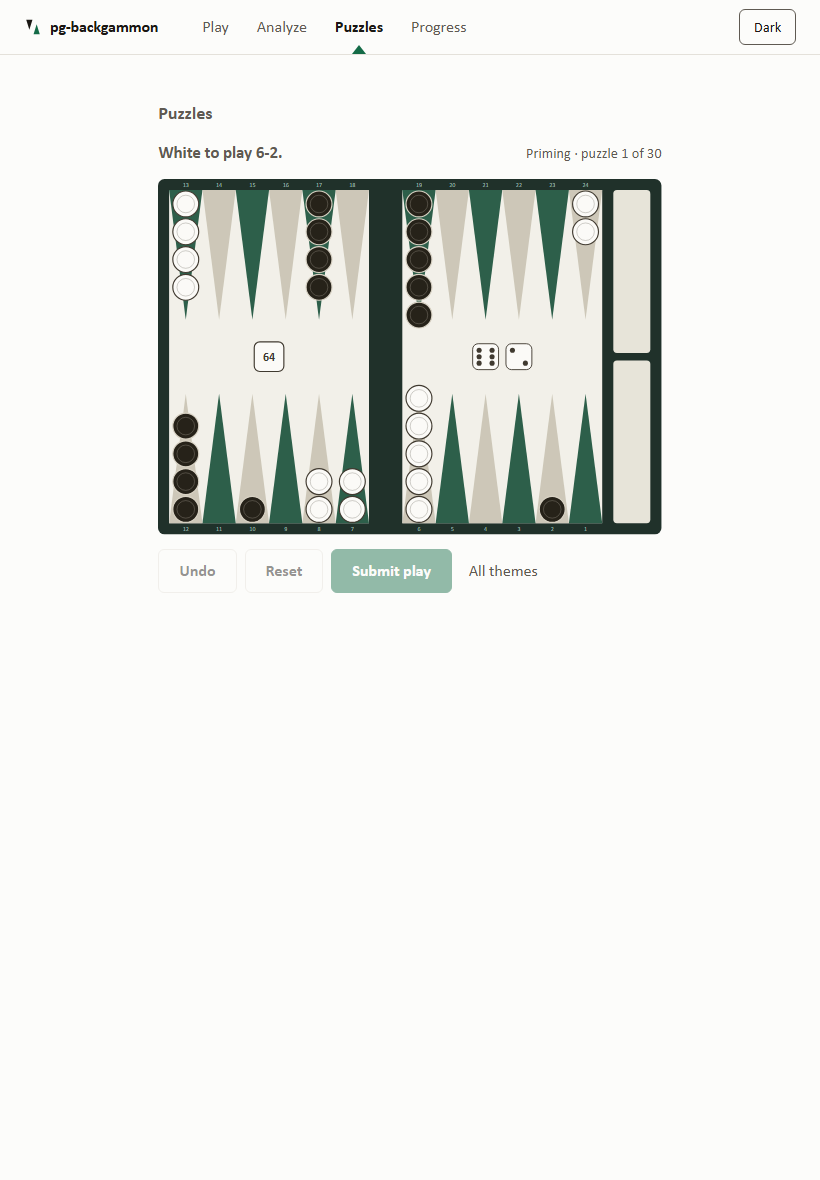 pg-backgammon Play Analyze Puzzles Progress Dark
Puzzles
White to play 6-2. Priming · puzzle 1 of 30
13 14 15 16 17 18 19 20 21 22 23 24
64
12 11 10 9 8 7 6 5 4 3 2 1
Undo Reset Submit play All themes